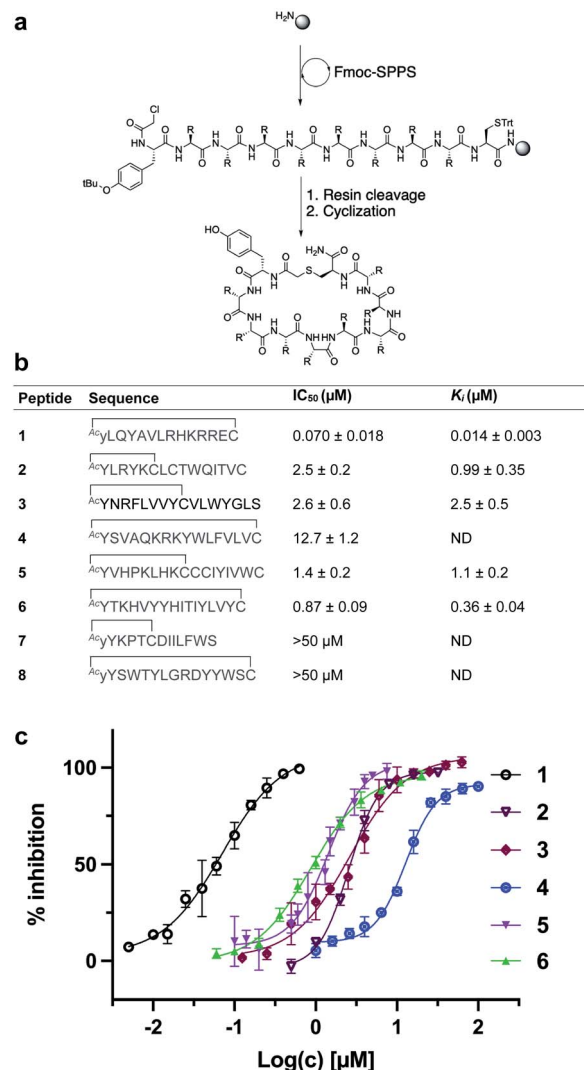 a
H₂N
Fmoc-SPPS
Cl
O
HN
tBu
O
R
STrt
1. Resin cleavage
2. Cyclization
HO
H₂N
O
S
b
Peptide Sequence IC₅₀ (µM) Kᵢ (µM)
1 ᴬᶜyLQYAVLRHKRREC 0.070 ± 0.018 0.014 ± 0.003
2 ᴬᶜYLRYKCLCTWQITVC 2.5 ± 0.2 0.99 ± 0.35
3 ᴬᶜYNRFLVVYCVLWYGLS 2.6 ± 0.6 2.5 ± 0.5
4 ᴬᶜYSVAQKRKYWLFVLVC 12.7 ± 1.2 ND
5 ᴬᶜYVHPKLHKCCCIYIVWC 1.4 ± 0.2 1.1 ± 0.2
6 ᴬᶜYTKHVYYHITIYLVYC 0.87 ± 0.09 0.36 ± 0.04
7 ᴬᶜyYKPTCDIILFWS >50 µM ND
8 ᴬᶜyYSWTYLGRDYYWSC >50 µM ND
c
% inhibition
100
50
0
-2 -1 0 1 2
Log(c) [µM]
1
2
3
4
5
6